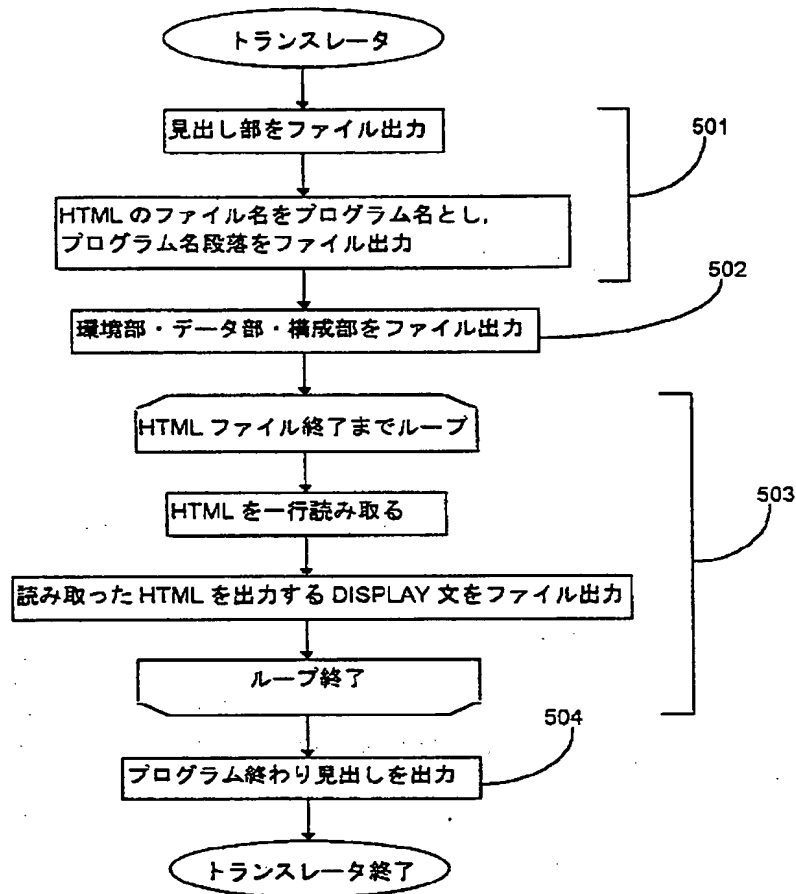 トランスレータ
見出し部をファイル出力
501
HTML のファイル名をプログラム名とし,
プログラム名段落をファイル出力
502
環境部・データ部・構成部をファイル出力
HTML ファイル終了までループ
HTML を一行読み取る
503
読み取った HTML を出力する DISPLAY 文をファイル出力
ループ終了
504
プログラム終わり見出しを出力
トランスレータ終了